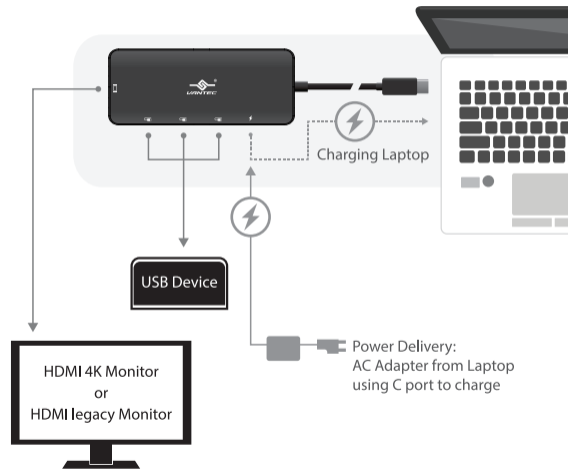 VANTEC
Charging Laptop
USB Device
Power Delivery:
AC Adapter from Laptop
using C port to charge
HDMI 4K Monitor
or
HDMI legacy Monitor